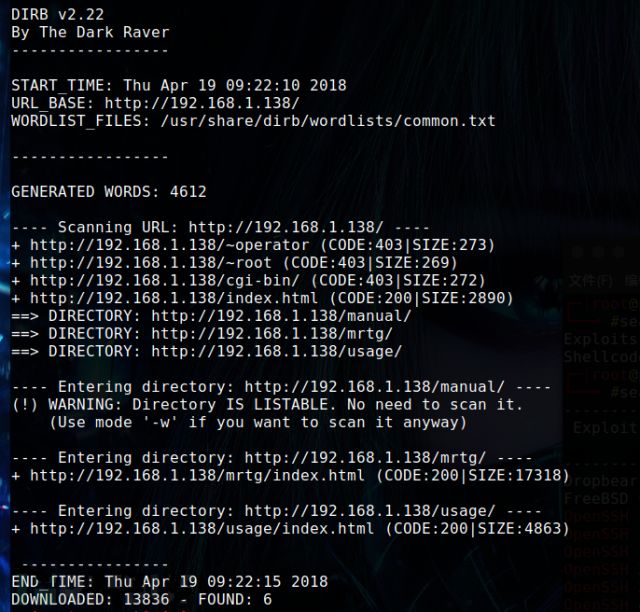 DIRB v2.22
By The Dark Raver
-----------------
START_TIME: Thu Apr 19 09:22:10 2018
URL_BASE: http://192.168.1.138/
WORDLIST_FILES: /usr/share/dirb/wordlists/common.txt
-----------------
GENERATED WORDS: 4612
---- Scanning URL: http://192.168.1.138/ ----
+ http://192.168.1.138/~operator (CODE:403|SIZE:273)
+ http://192.168.1.138/~root (CODE:403|SIZE:269)
+ http://192.168.1.138/cgi-bin/ (CODE:403|SIZE:272)
+ http://192.168.1.138/index.html (CODE:200|SIZE:2890)
==> DIRECTORY: http://192.168.1.138/manual/
==> DIRECTORY: http://192.168.1.138/mrtg/
==> DIRECTORY: http://192.168.1.138/usage/
---- Entering directory: http://192.168.1.138/manual/ ----
(!) WARNING: Directory IS LISTABLE. No need to scan it.
(Use mode '-w' if you want to scan it anyway)
---- Entering directory: http://192.168.1.138/mrtg/ ----
+ http://192.168.1.138/mrtg/index.html (CODE:200|SIZE:17318)
---- Entering directory: http://192.168.1.138/usage/ ----
+ http://192.168.1.138/usage/index.html (CODE:200|SIZE:4863)
-----------------
END_TIME: Thu Apr 19 09:22:15 2018
DOWNLOADED: 13836 - FOUND: 6
文件(F)
root@
#se
Exploits
Shellcod
root@
#se
Exploit
Dropbear
FreeBSD
OpenSSH
OpenSSH
OpenSSH
OpenSSH
OpenSSH